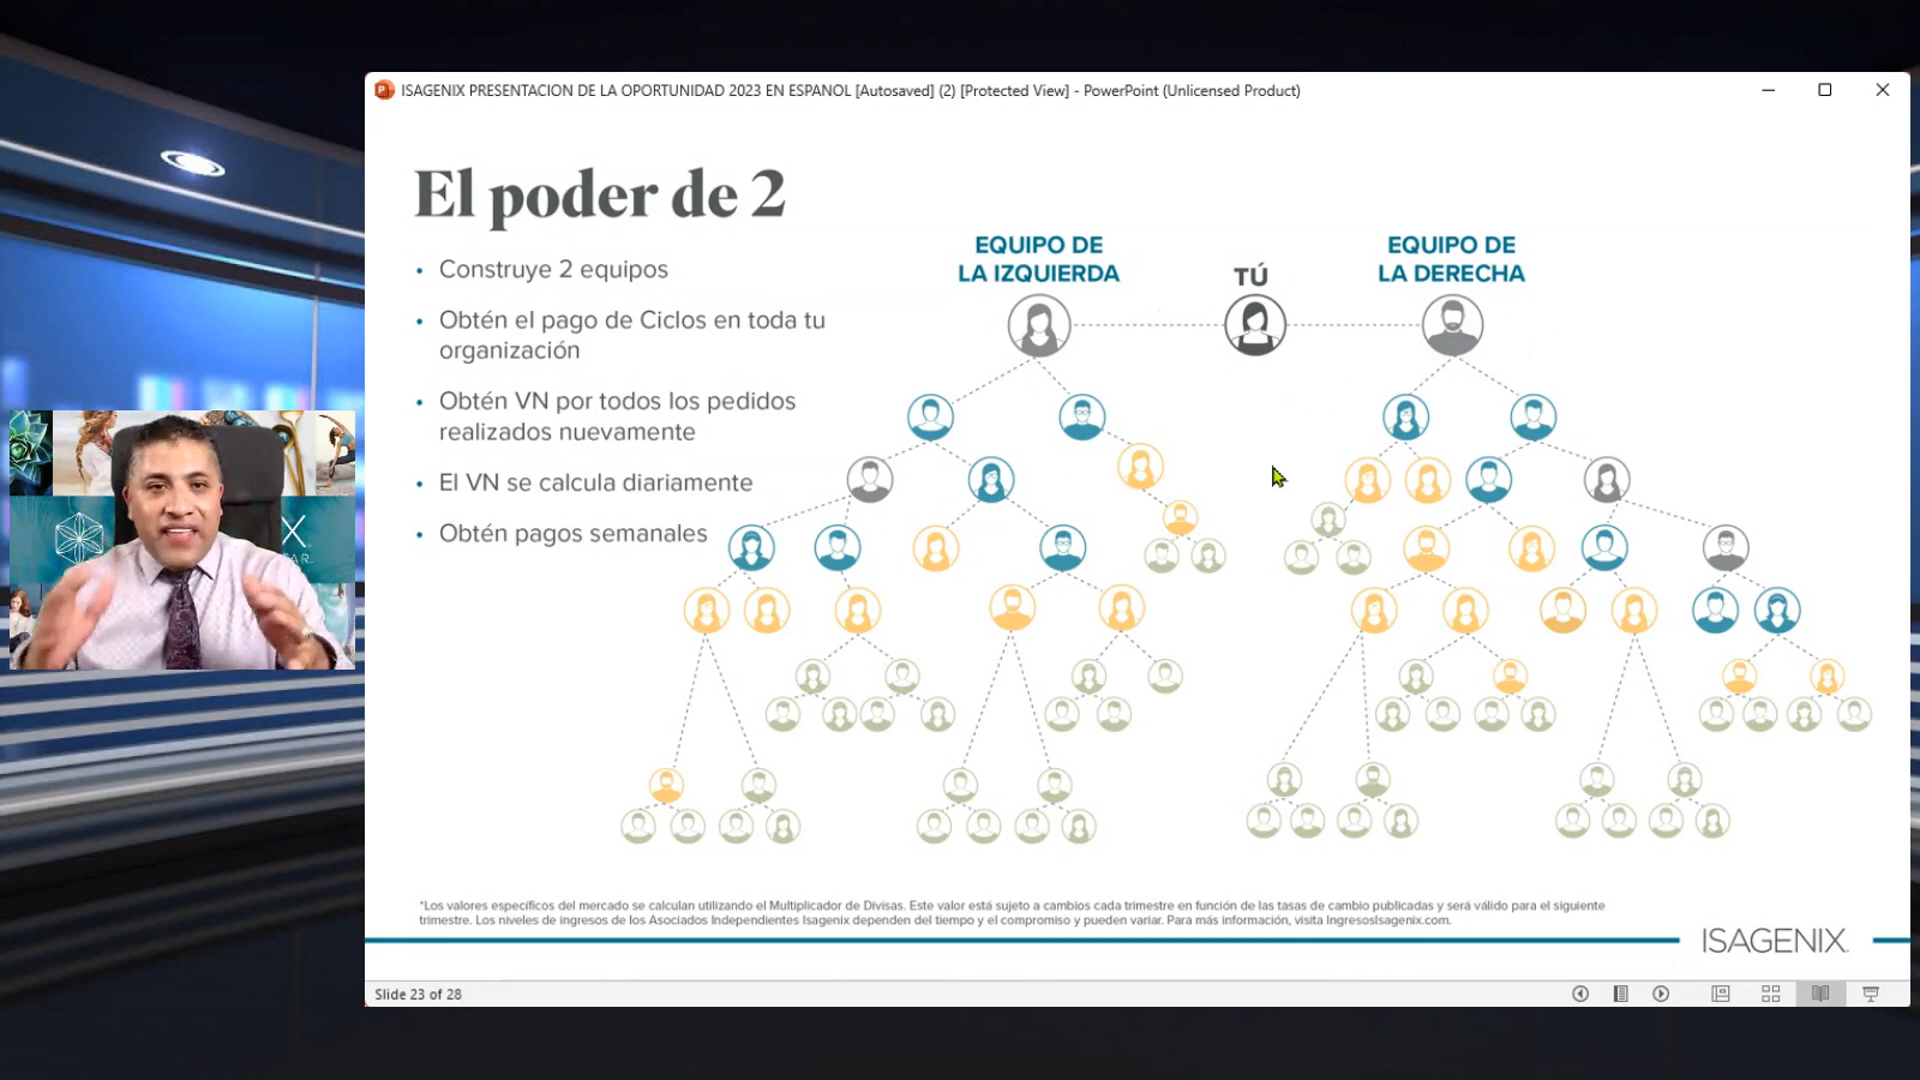 ISAGENIX PRESENTACION DE LA OPORTUNIDAD 2023 EN ESPANOL [Autosaved] (2) [Protected View] - PowerPoint (Unlicensed Product)
El poder de 2
• Construye 2 equipos
• Obtén el pago de Ciclos en toda tu
organización
• Obtén VN por todos los pedidos
realizados nuevamente
• El VN se calcula diariamente
• Obtén pagos semanales
EQUIPO DE
LA IZQUIERDA
TÚ
EQUIPO DE
LA DERECHA
*Los valores específicos del mercado se calculan utilizando el Multiplicador de Divisas. Este valor está sujeto a cambios cada trimestre en función de las tasas de cambio publicadas y será válido para el siguiente
trimestre. Los niveles de ingresos de los Asociados Independientes Isagenix dependen del tiempo y el compromiso y pueden variar. Para más información, visita IngresosIsagenix.com.
ISAGENIX.
Slide 23 of 28